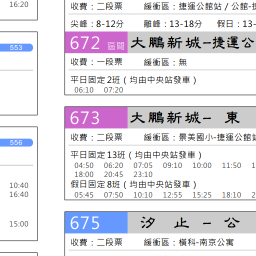 16:20
553
556
10:40
16:40
15:00
收費：二段票 緩衝區：捷運公館站／公館-
尖峰：8-12分 離峰：13-18分 假日：13-
672 區間 大鵬新城-捷運公
收費：一段票 緩衝區：無
平日固定2班（均由中央站發車）
06:10 07:20
673 大鵬新城- 東
收費：二段票 緩衝區：景美國小-捷運公館
平日固定13班（均由中央站發車）
04:50 06:20 07:05 09:10 10:00 11:50
18:00 20:45 23:10
假日固定8班（均由中央站發車）
05:45 07:50 10:10 12:55 15:25 18:10
675 汐 止 - 公
收費：二段票 緩衝區：橫科-南京公寓